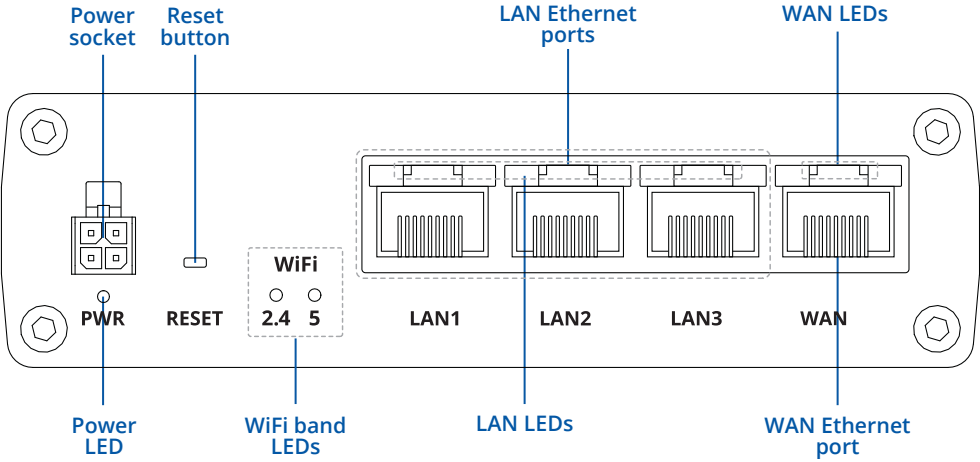 Power
socket
Reset
button
LAN Ethernet
ports
WAN LEDs
WiFi
2.4 5
PWR
RESET
LAN1
LAN2
LAN3
WAN
Power
LED
WiFi band
LEDs
LAN LEDs
WAN Ethernet
port